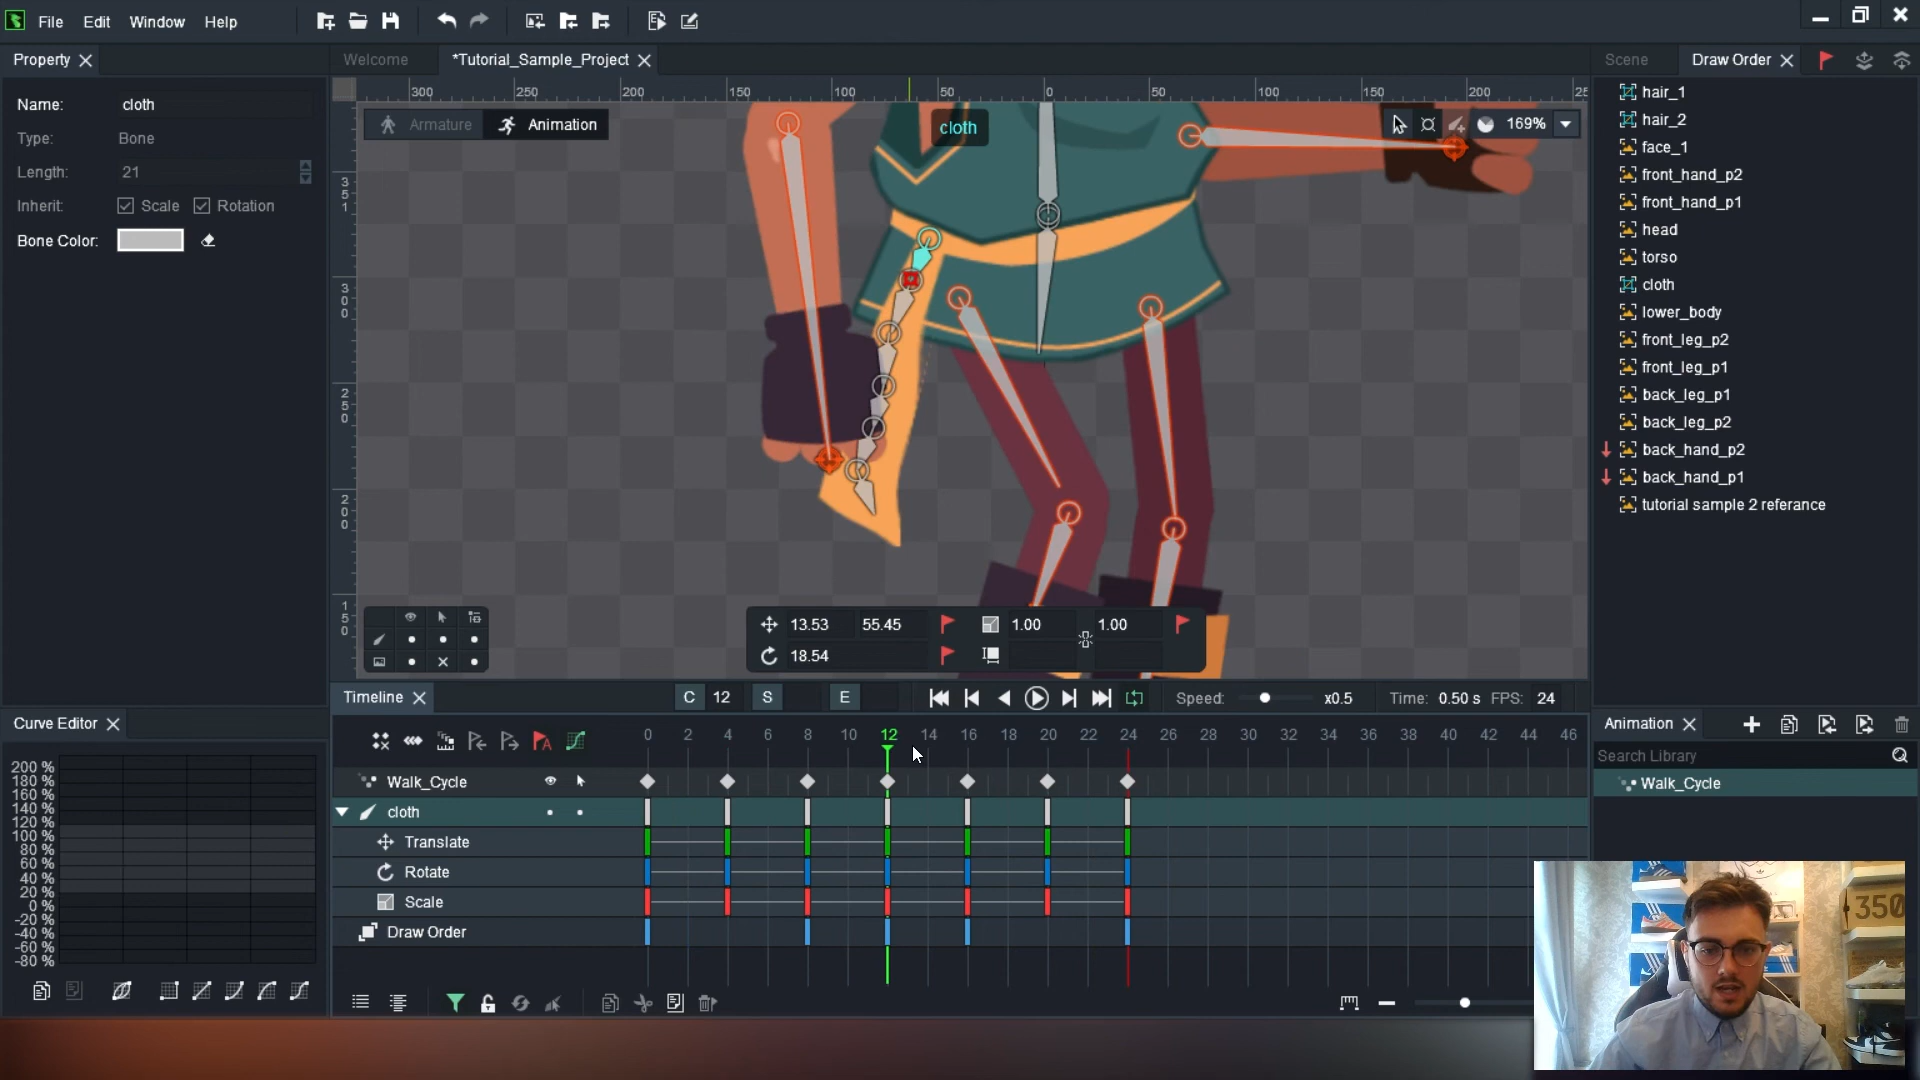 File Edit Window Help
Property
Welcome
*Tutorial_Sample_Project
Scene
Draw Order
Name: cloth
Type: Bone
Length: 21
Inherit: Scale Rotation
Bone Color:
300 250 200 150 100 50 0 50 100 150 200 25
Armature Animation
cloth
169%
351
300
250
200
150
13.53 55.45 1.00 1.00
18.54
hair_1
hair_2
face_1
front_hand_p2
front_hand_p1
head
torso
cloth
lower_body
front_leg_p2
front_leg_p1
back_leg_p1
back_leg_p2
back_hand_p2
back_hand_p1
tutorial sample 2 referance
Timeline
C 12 S E
Speed: x0.5 Time: 0.50 s FPS: 24
0 2 4 6 8 10 12 14 16 18 20 22 24 26 28 30 32 34 36 38 40 42 44 46
Walk_Cycle
cloth
Translate
Rotate
Scale
Draw Order
Curve Editor
200 %
180 %
160 %
140 %
120 %
100 %
80 %
60 %
40 %
20 %
0 %
-20 %
-40 %
-60 %
-80 %
Animation
Search Library
Walk_Cycle
350